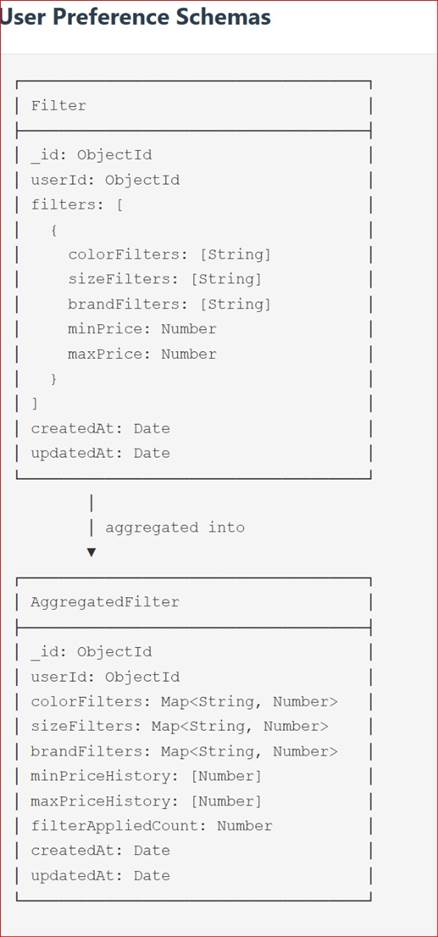 User Preference Schemas
Filter
_id: ObjectId
userId: ObjectId
filters: [
{
colorFilters: [String]
sizeFilters: [String]
brandFilters: [String]
minPrice: Number
maxPrice: Number
}
]
createdAt: Date
updatedAt: Date
aggregated into
AggregatedFilter
_id: ObjectId
userId: ObjectId
colorFilters: Map<String, Number>
sizeFilters: Map<String, Number>
brandFilters: Map<String, Number>
minPriceHistory: [Number]
maxPriceHistory: [Number]
filterAppliedCount: Number
createdAt: Date
updatedAt: Date